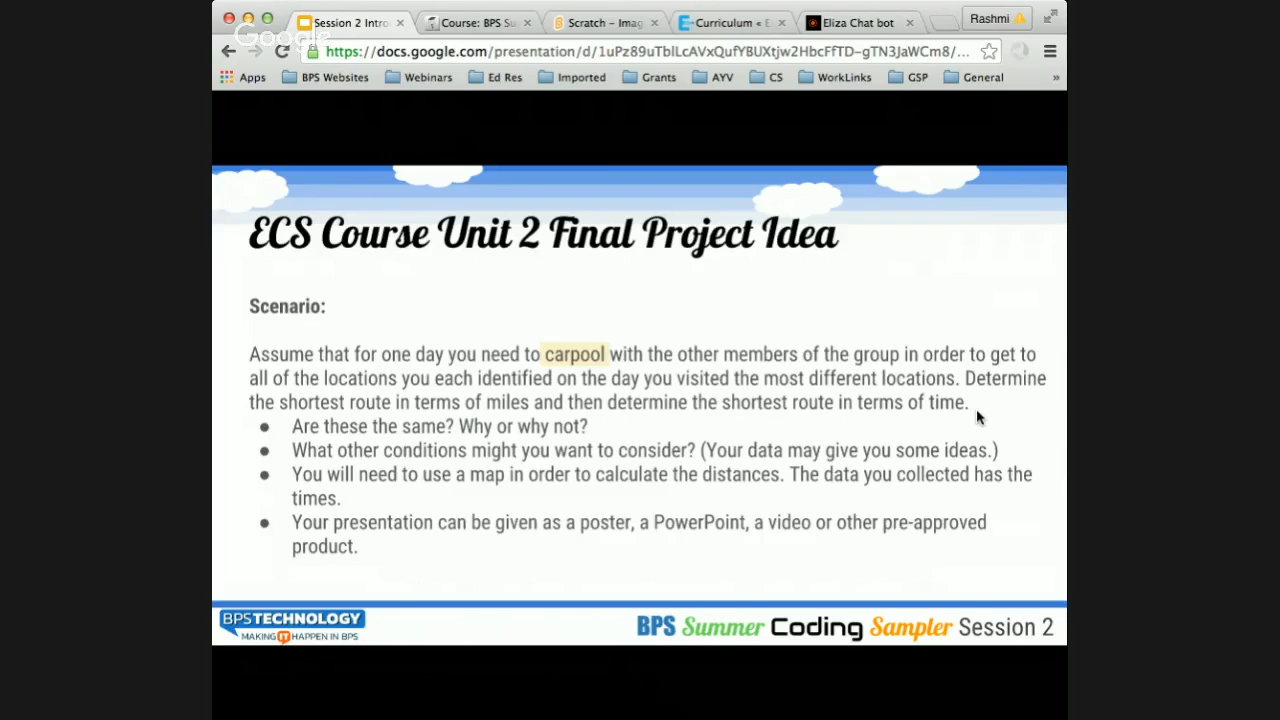 Session 2 Intro
Course: BPS Su
Scratch – Imag
Curriculum « E
Eliza Chat bot
Rashmi
Google
https://docs.google.com/presentation/d/1uPz89uTblLcAVxQufYBUXtjw2HbcFfTD-gTN3JaWCm8/...
Apps
BPS Websites
Webinars
Ed Res
Imported
Grants
AYV
CS
WorkLinks
GSP
General
»
ECS Course Unit 2 Final Project Idea
Scenario:
Assume that for one day you need to carpool with the other members of the group in order to get to
all of the locations you each identified on the day you visited the most different locations. Determine
the shortest route in terms of miles and then determine the shortest route in terms of time.
● Are these the same? Why or why not?
● What other conditions might you want to consider? (Your data may give you some ideas.)
● You will need to use a map in order to calculate the distances. The data you collected has the
times.
● Your presentation can be given as a poster, a PowerPoint, a video or other pre-approved
product.
BPSTECHNOLOGY
MAKING IT HAPPEN IN BPS
BPS Summer Coding Sampler Session 2